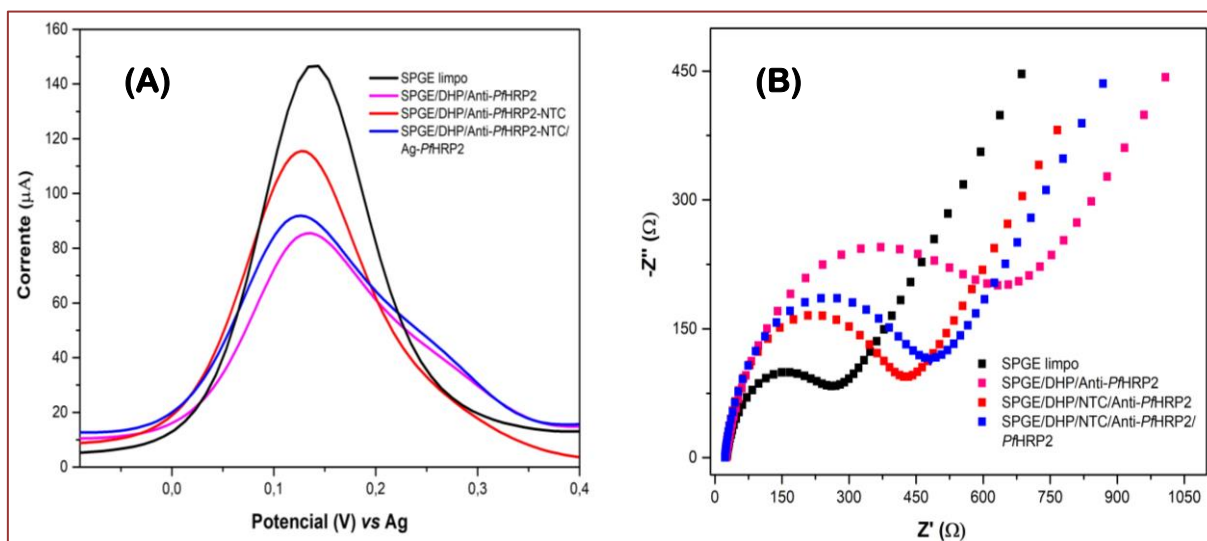 (A)
160
140
120
100
80
60
40
20
0
Corrente (μA)
0,0
0,1
0,2
0,3
0,4
Potencial (V) vs Ag
SPGE limpo
SPGE/DHP/Anti-PfHRP2
SPGE/DHP/Anti-PfHRP2-NTC
SPGE/DHP/Anti-PfHRP2-NTC/
Ag-PfHRP2
(B)
450
300
150
0
-Z'' (Ω)
0
150
300
450
600
750
900
1050
Z' (Ω)
SPGE limpo
SPGE/DHP/Anti-PfHRP2
SPGE/DHP/NTC/Anti-PfHRP2
SPGE/DHP/NTC/Anti-PfHRP2/
PfHRP2